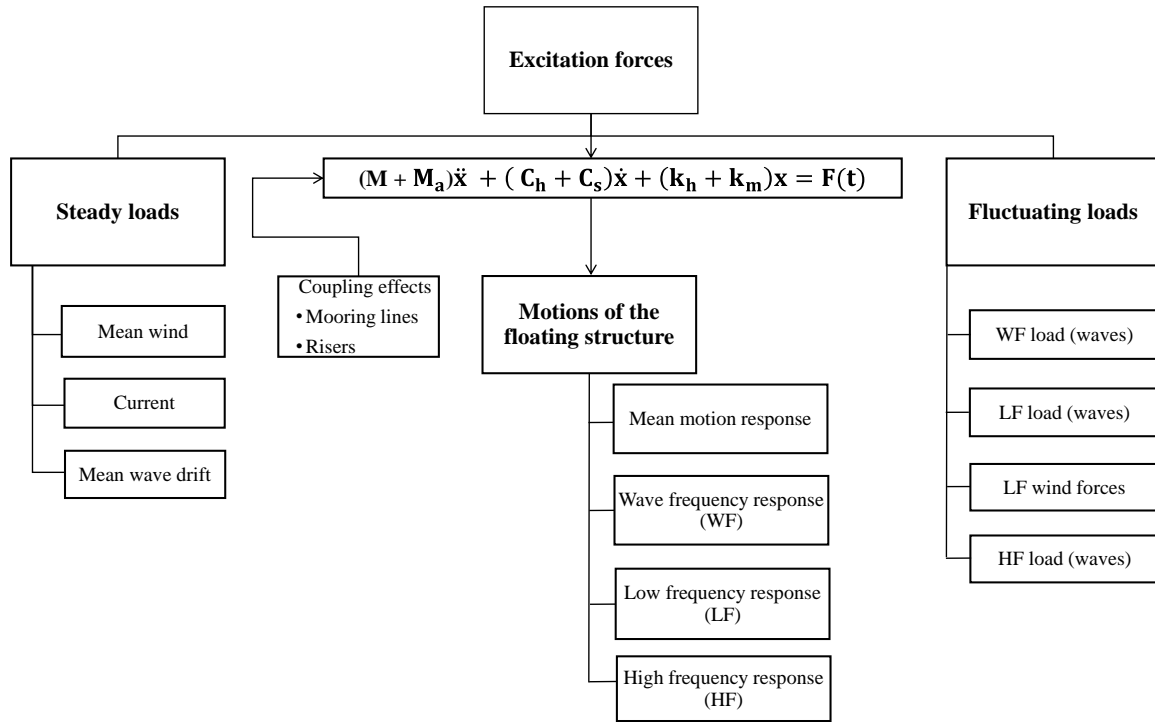 Excitation forces
(M + Mₐ)ẍ + ( Cₕ + Cₛ)ẋ + (kₕ + kₘ)x = F(t)
Steady loads
Mean wind
Current
Mean wave drift
Coupling effects
• Mooring lines
• Risers
Motions of the
floating structure
Mean motion response
Wave frequency response
(WF)
Low frequency response
(LF)
High frequency response
(HF)
Fluctuating loads
WF load (waves)
LF load (waves)
LF wind forces
HF load (waves)